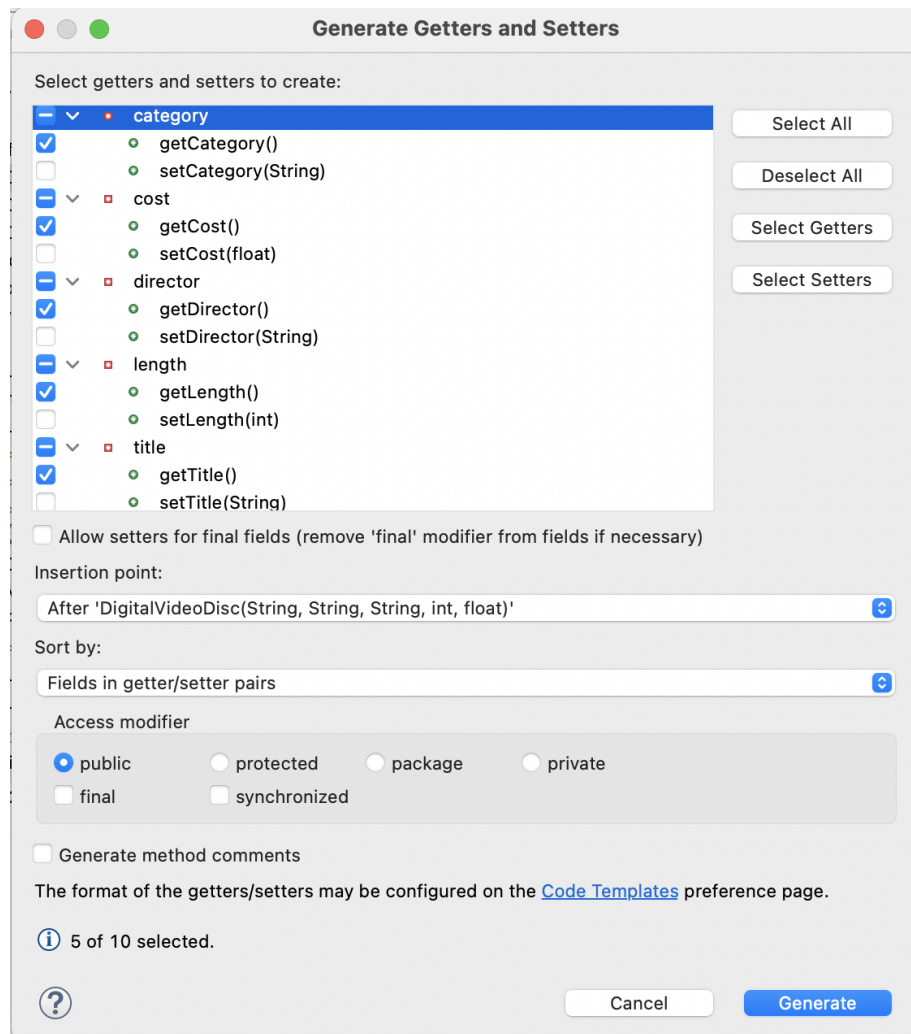 Generate Getters and Setters
Select getters and setters to create:
category
getCategory()
setCategory(String)
cost
getCost()
setCost(float)
director
getDirector()
setDirector(String)
length
getLength()
setLength(int)
title
getTitle()
setTitle(String)
Select All
Deselect All
Select Getters
Select Setters
Allow setters for final fields (remove 'final' modifier from fields if necessary)
Insertion point:
After 'DigitalVideoDisc(String, String, String, int, float)'
Sort by:
Fields in getter/setter pairs
Access modifier
public protected package private
final synchronized
Generate method comments
The format of the getters/setters may be configured on the Code Templates preference page.
5 of 10 selected.
Cancel Generate